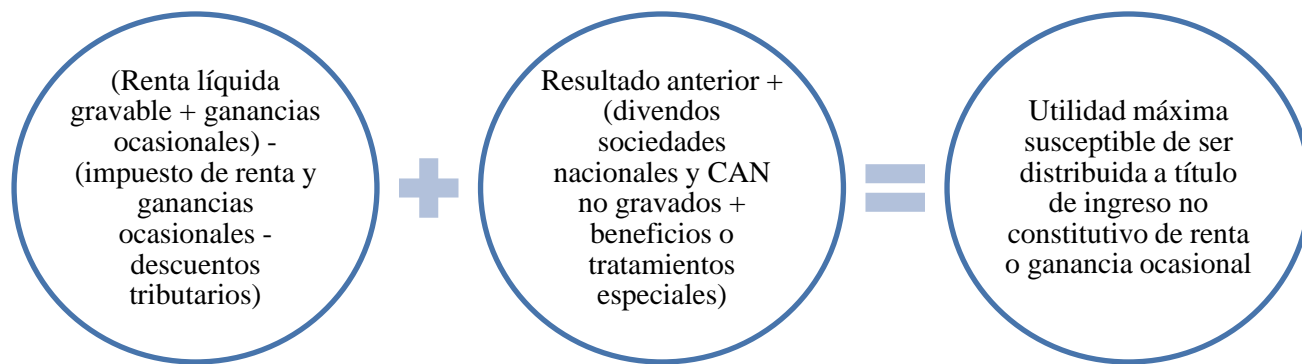 (Renta líquida
gravable + ganancias
ocasionales) -
(impuesto de renta y
ganancias
ocasionales -
descuentos
tributarios)
Resultado anterior +
(divendos
sociedades
nacionales y CAN
no gravados +
beneficios o
tratamientos
especiales)
Utilidad máxima
susceptible de ser
distribuida a título
de ingreso no
constitutivo de renta
o ganancia ocasional